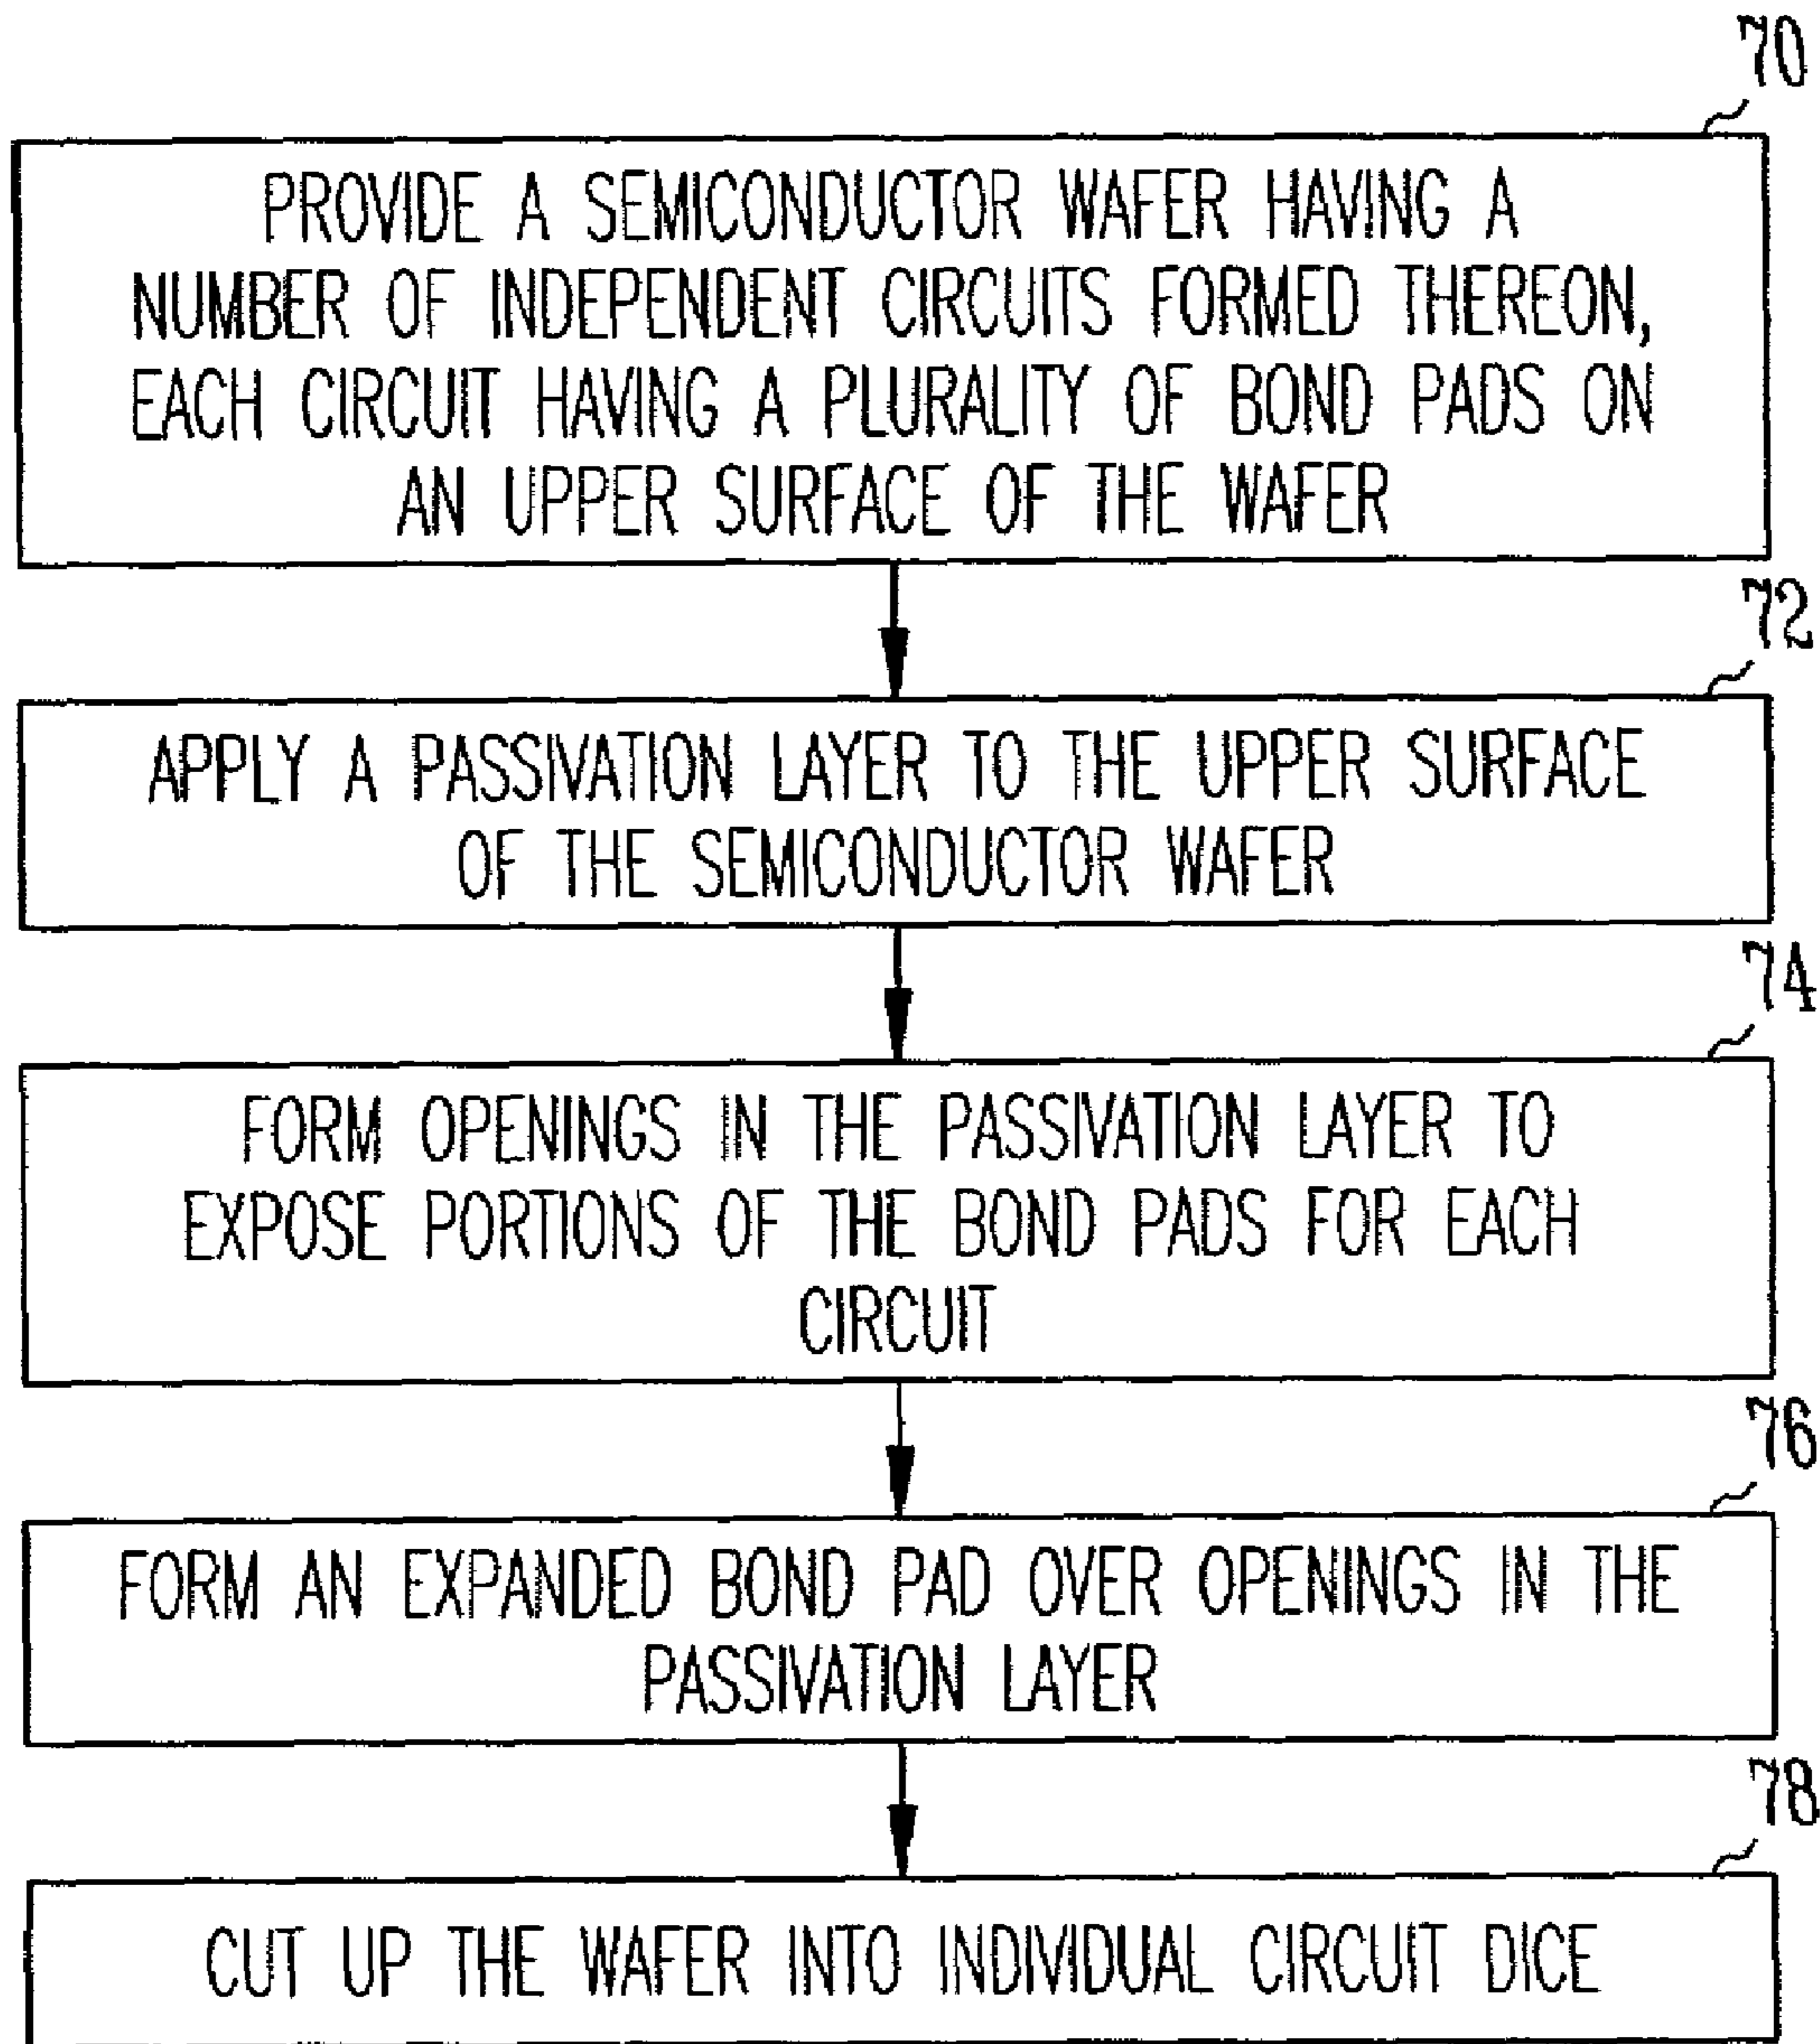 70
PROVIDE A SEMICONDUCTOR WAFER HAVING A
NUMBER OF INDEPENDENT CIRCUITS FORMED THEREON,
EACH CIRCUIT HAVING A PLURALITY OF BOND PADS ON
AN UPPER SURFACE OF THE WAFER
72
APPLY A PASSIVATION LAYER TO THE UPPER SURFACE
OF THE SEMICONDUCTOR WAFER
74
FORM OPENINGS IN THE PASSIVATION LAYER TO
EXPOSE PORTIONS OF THE BOND PADS FOR EACH
CIRCUIT
76
FORM AN EXPANDED BOND PAD OVER OPENINGS IN THE
PASSIVATION LAYER
78
CUT UP THE WAFER INTO INDIVIDUAL CIRCUIT DICE